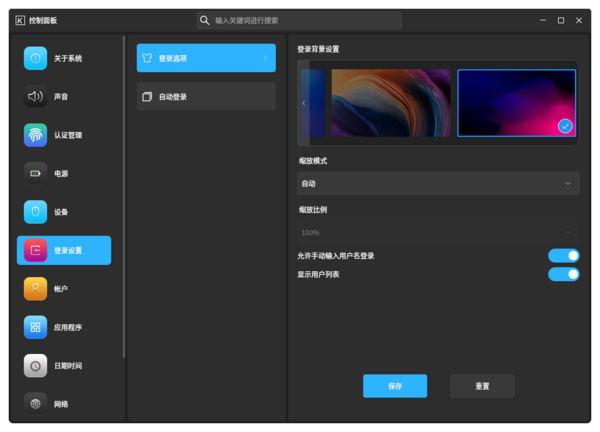 控制面板
输入关键词进行搜索
关于系统
声音
认证管理
电源
设备
登录设置
帐户
应用程序
日期时间
网络
登录选项
自动登录
登录背景设置
缩放模式
自动
缩放比例
100%
允许手动输入用户名登录
显示用户列表
保存
重置